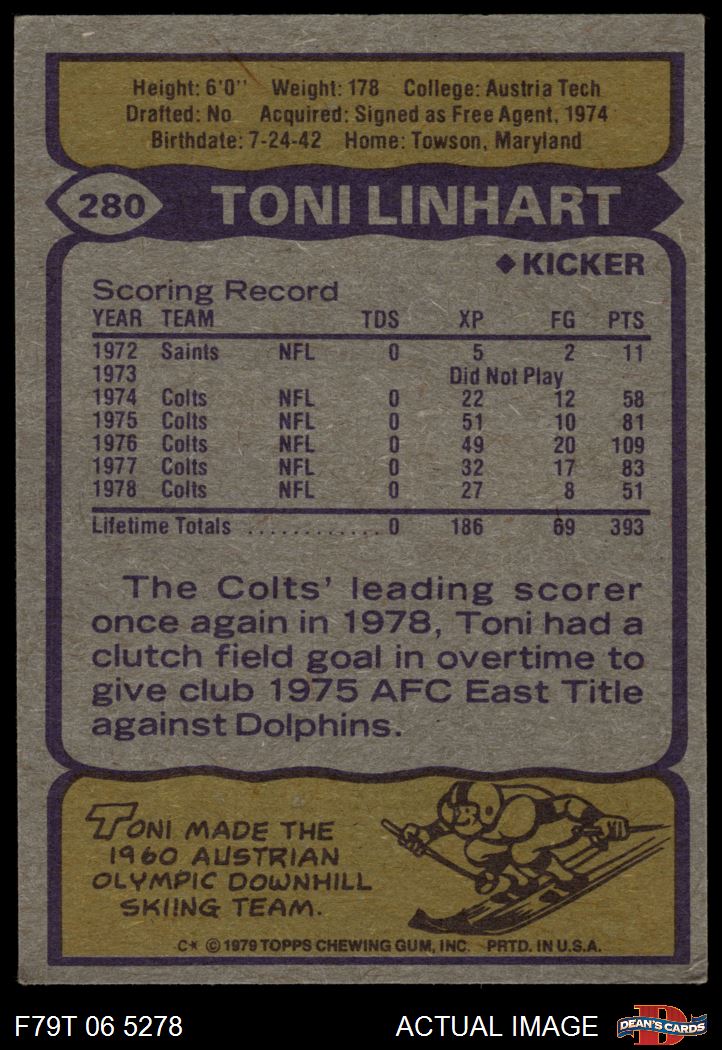 Height: 6'0" Weight: 178 College: Austria Tech
Drafted: No Acquired: Signed as Free Agent, 1974
Birthdate: 7-24-42 Home: Towson, Maryland
280 TONI LINHART
◆ KICKER
Scoring Record
YEAR TEAM TDS XP FG PTS
1972 Saints NFL 0 5 2 11
1973 Did Not Play
1974 Colts NFL 0 22 12 58
1975 Colts NFL 0 51 10 81
1976 Colts NFL 0 49 20 109
1977 Colts NFL 0 32 17 83
1978 Colts NFL 0 27 8 51
Lifetime Totals ............ 0 186 69 393
The Colts' leading scorer
once again in 1978, Toni had a
clutch field goal in overtime to
give club 1975 AFC East Title
against Dolphins.
TONI MADE THE
1960 AUSTRIAN
OLYMPIC DOWNHILL
SKIING TEAM.
C* © 1979 TOPPS CHEWING GUM, INC. PRTD. IN U.S.A.
F79T 06 5278 ACTUAL IMAGE D DEAN'S CARDS